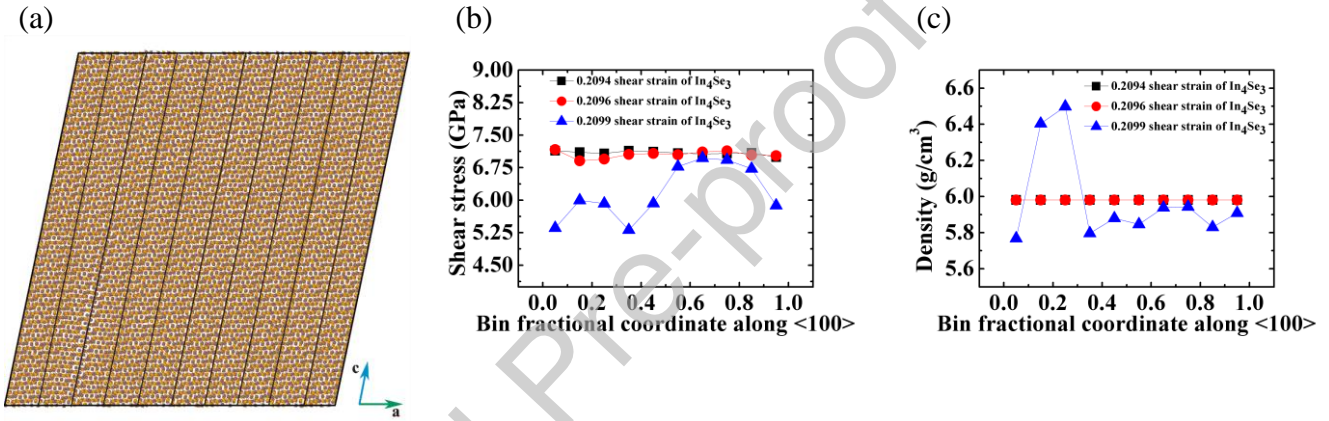 (a)
(b)
(c)
c
a
9.00
8.25
7.50
6.75
6.00
5.25
4.50
Shear stress (GPa)
0.2094 shear strain of In₄Se₃
0.2096 shear strain of In₄Se₃
0.2099 shear strain of In₄Se₃
0.0 0.2 0.4 0.6 0.8 1.0
Bin fractional coordinate along <100>
6.6
6.4
6.2
6.0
5.8
5.6
Density (g/cm³)
0.2094 shear strain of In₄Se₃
0.2096 shear strain of In₄Se₃
0.2099 shear strain of In₄Se₃
0.0 0.2 0.4 0.6 0.8 1.0
Bin fractional coordinate along <100>
Pre-proof